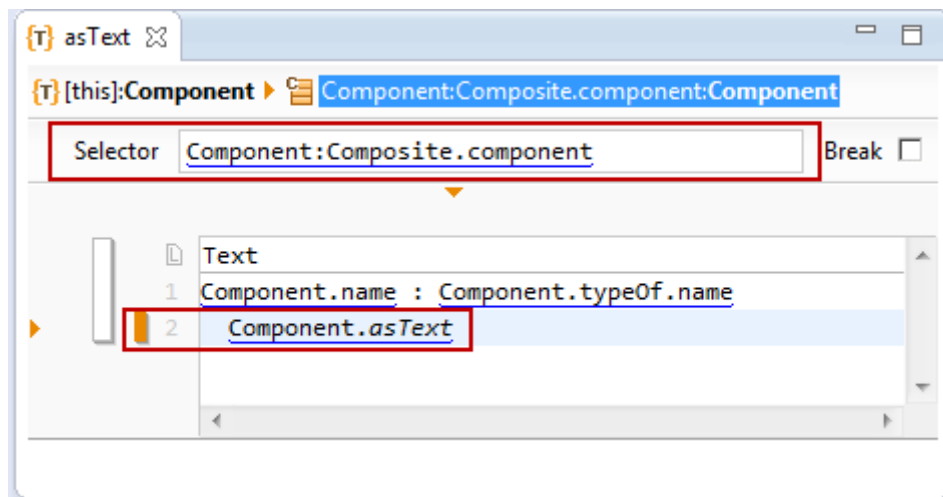 {T} asText
{T} [this]:Component Component:Composite.component:Component
Selector Component:Composite.component Break
Text
1 Component.name : Component.typeOf.name
2 Component.asText